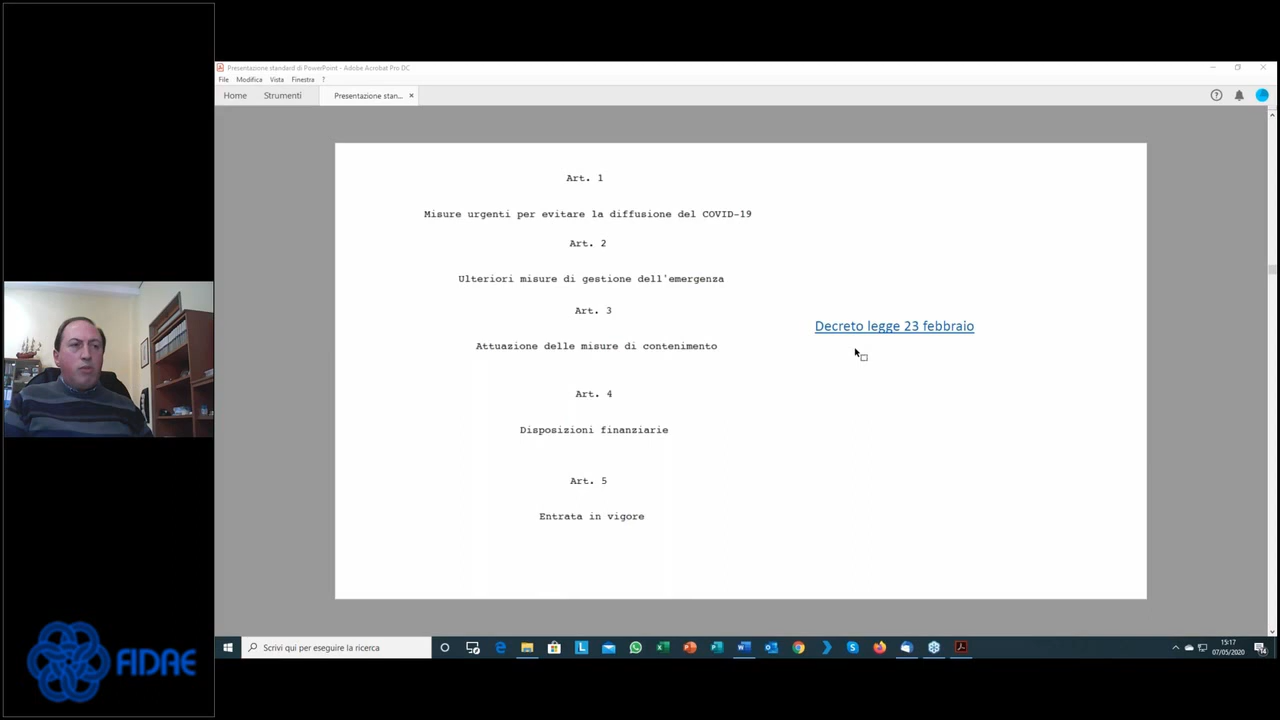 Presentazione standard di PowerPoint - Adobe Acrobat Pro DC
File Modifica Vista Finestra ?
Home Strumenti Presentazione stan... ×
Art. 1
Misure urgenti per evitare la diffusione del COVID-19
Art. 2
Ulteriori misure di gestione dell'emergenza
Art. 3
Decreto legge 23 febbraio
Attuazione delle misure di contenimento
Art. 4
Disposizioni finanziarie
Art. 5
Entrata in vigore
FIDAE
Scrivi qui per eseguire la ricerca
15:17
07/05/2020